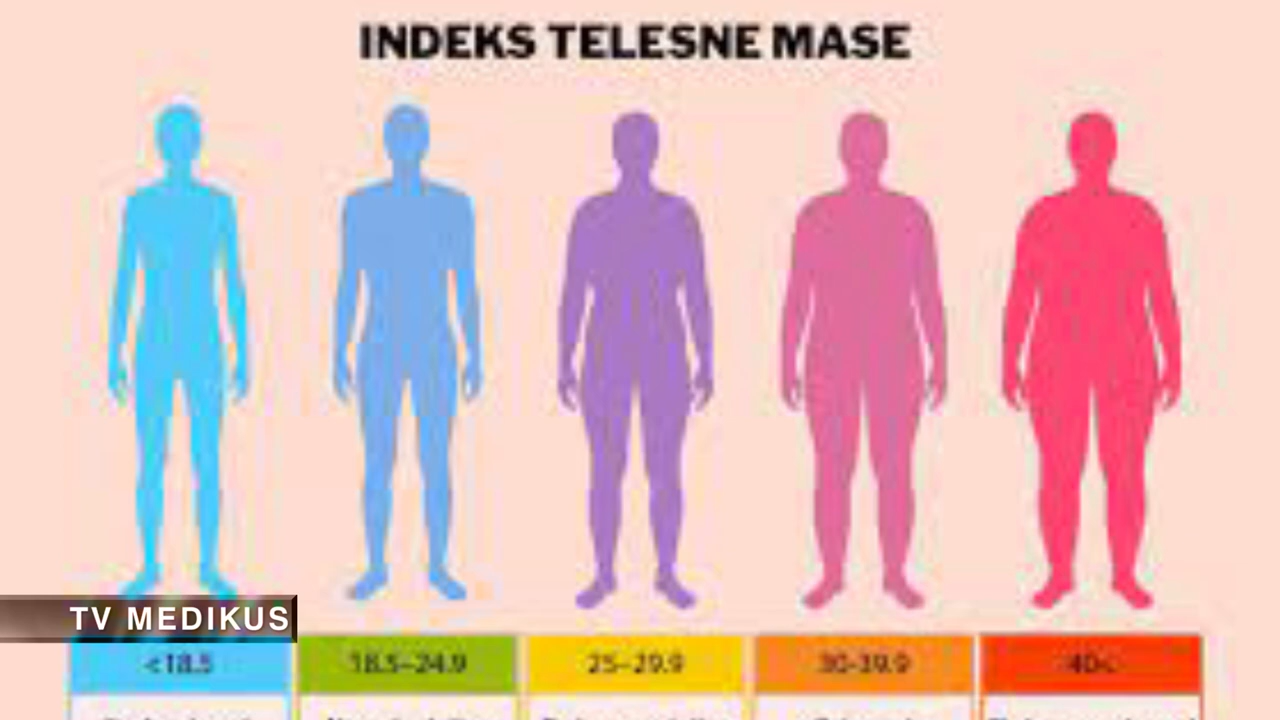 INDEKS TELESNE MASE
TV MEDIKUS
<18.5 18.5–24.9 25–29.9 30-39.9 40<